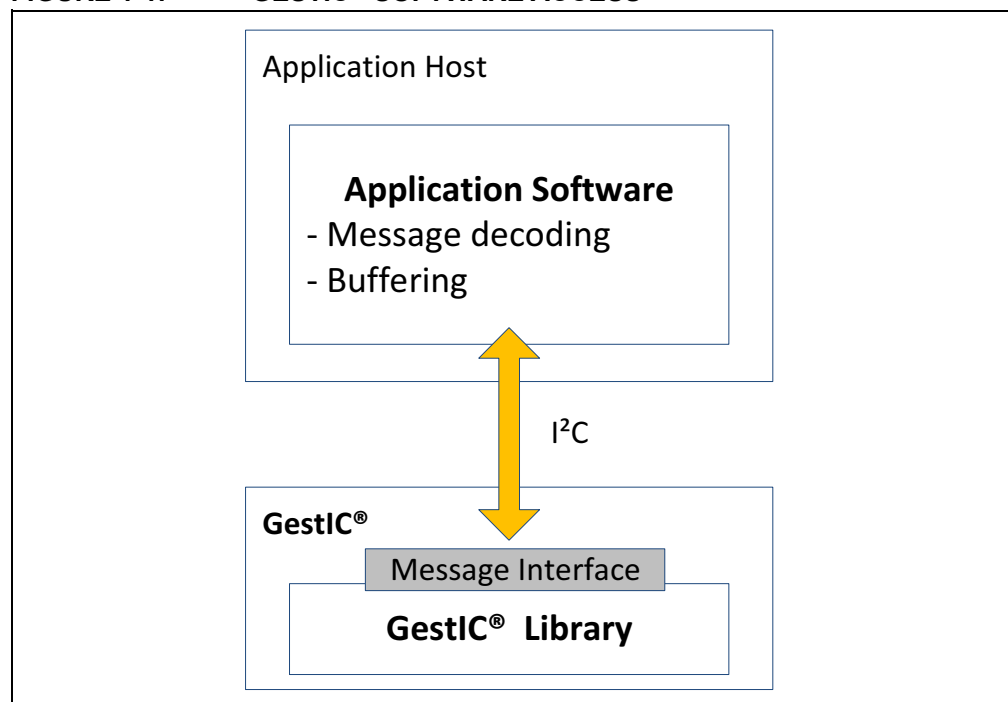 Application Host
Application Software
- Message decoding
- Buffering
I²C
GestIC®
Message Interface
GestIC® Library